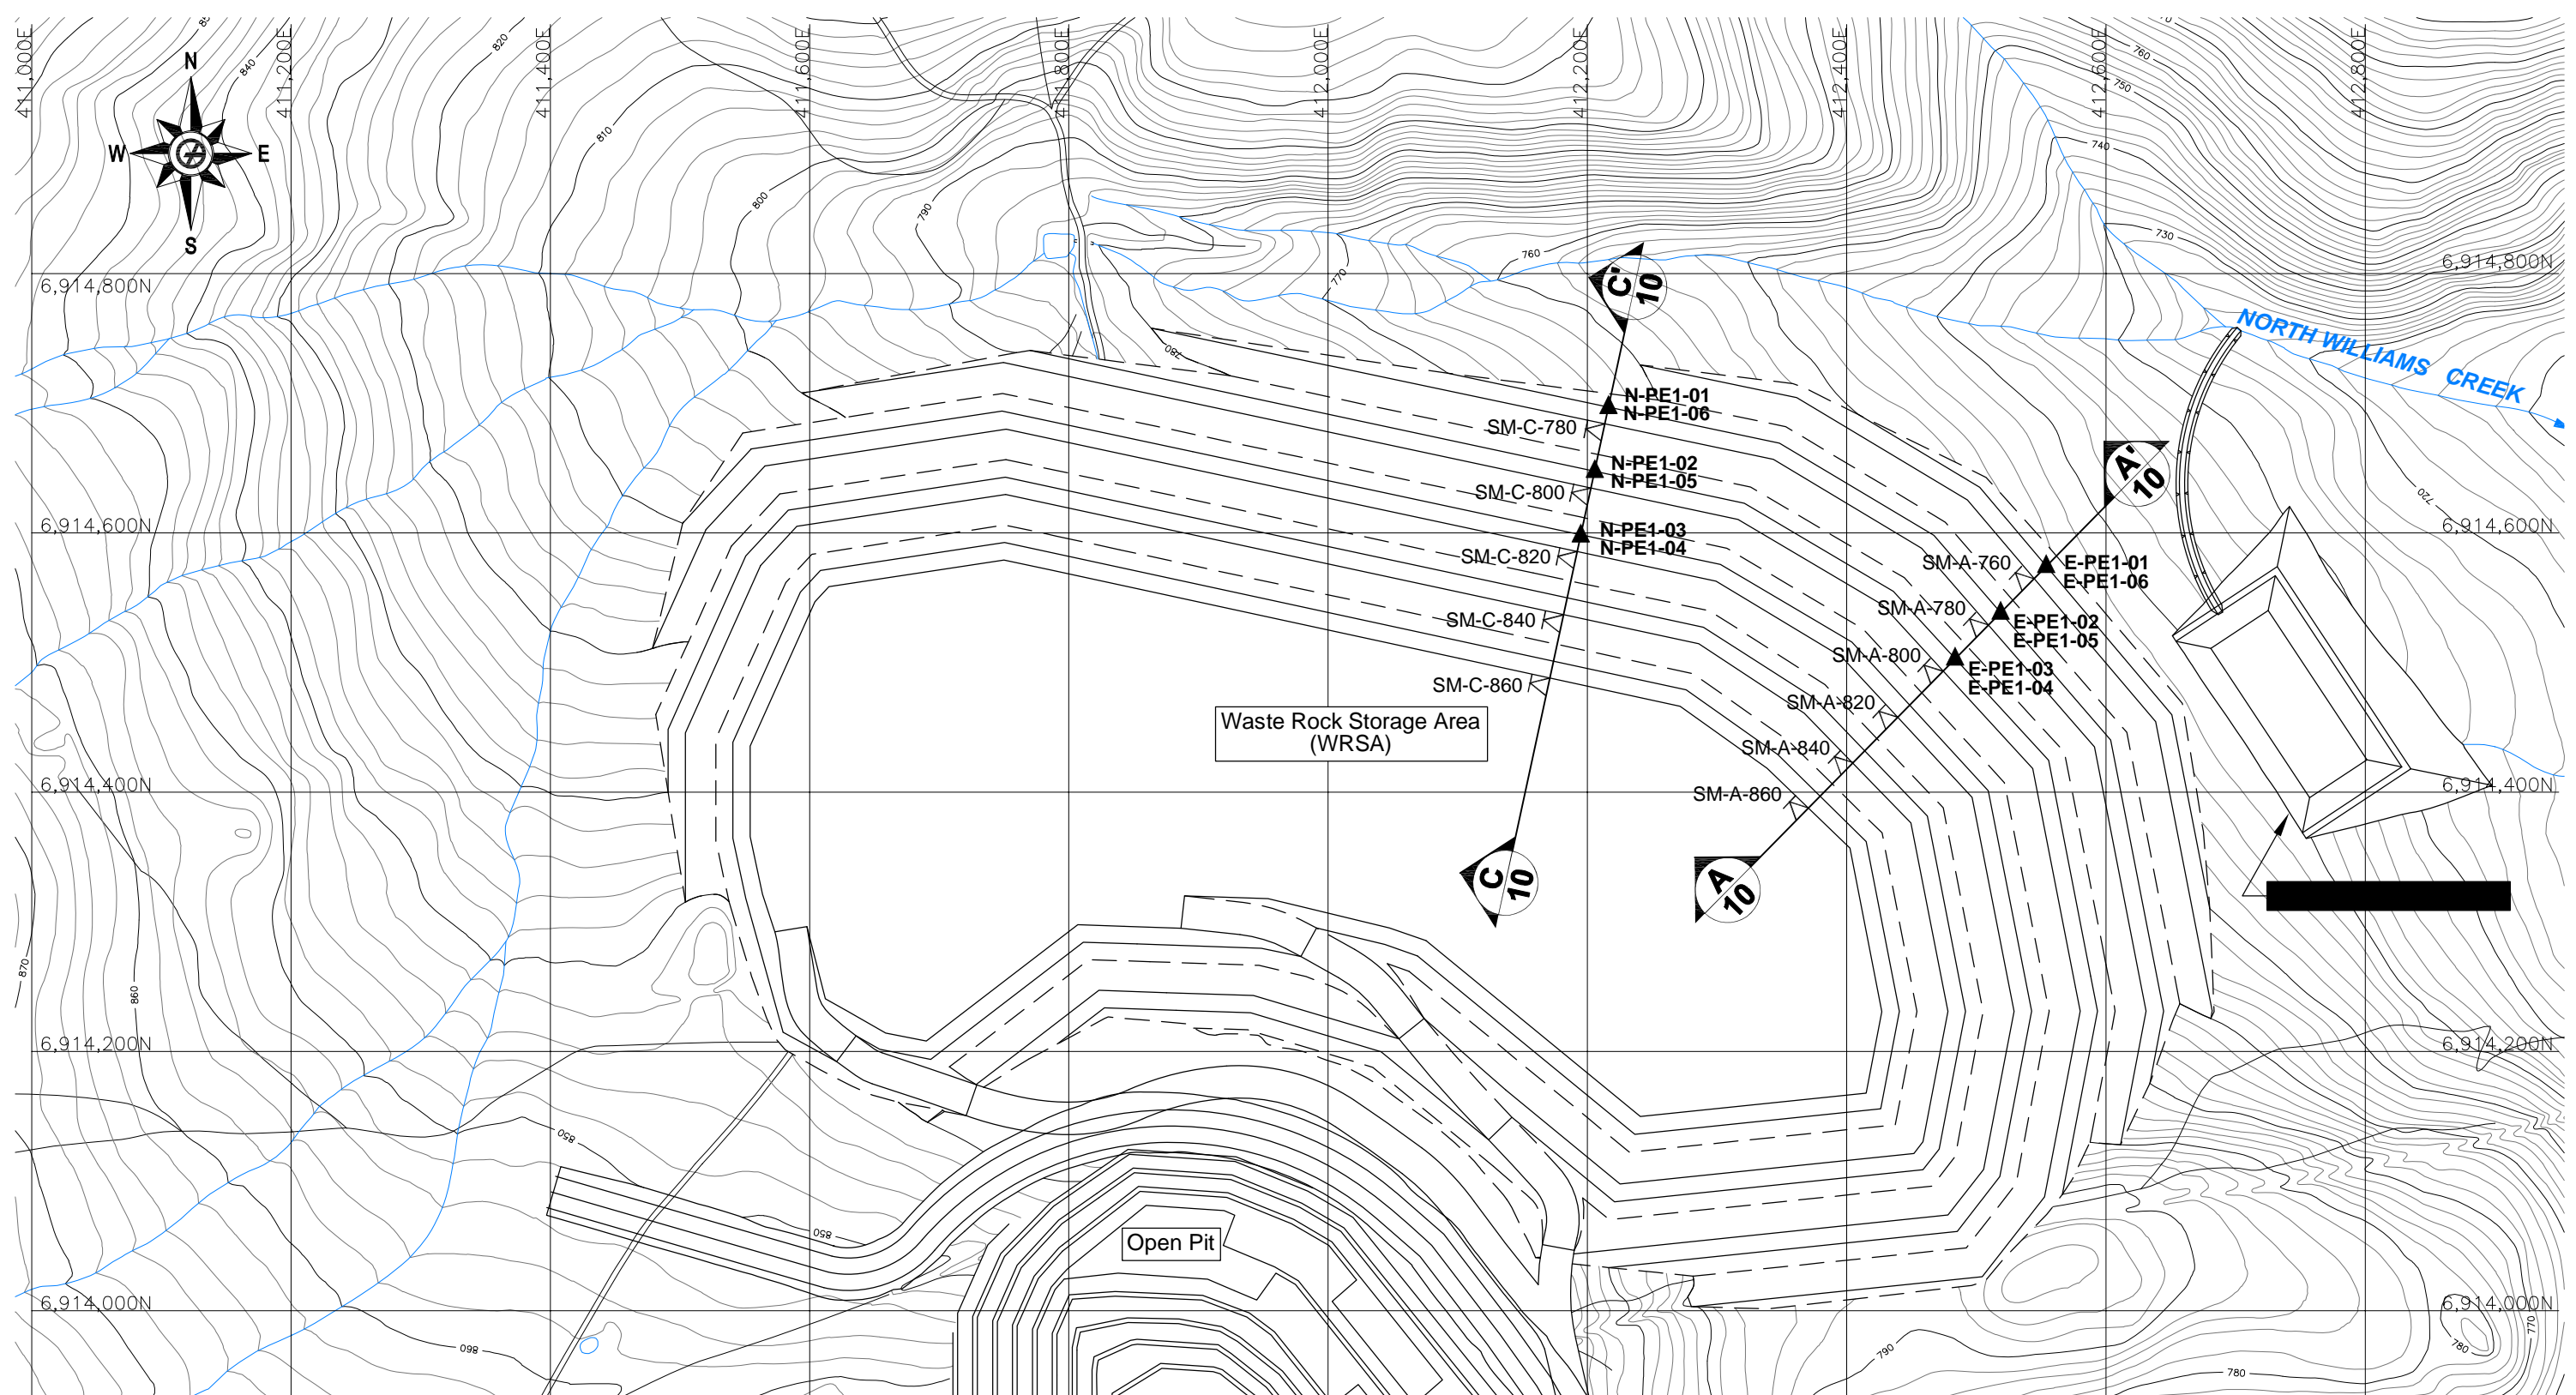 411,000E
411,200E
411,400E
411,600E
411,800E
412,000E
412,200E
412,400E
412,600E
412,800E
N
W
E
S
840
820
810
800
790
780
770
760
760
750
740
730
720
6,914,800N
6,914,800N
NORTH WILLIAMS CREEK
C'
10
N-PE1-01
N-PE1-06
SM-C-780
N-PE1-02
N-PE1-05
SM-C-800
N-PE1-03
N-PE1-04
SM-C-820
SM-C-840
SM-C-860
A'
10
6,914,600N
6,914,600N
SM-A-760
E-PE1-01
E-PE1-06
SM-A-780
E-PE1-02
E-PE1-05
SM-A-800
E-PE1-03
E-PE1-04
SM-A-820
SM-A-840
SM-A-860
Waste Rock Storage Area
(WRSA)
6,914,400N
6,914,400N
C
10
A
10
870
860
6,914,200N
6,914,200N
850
850
Open Pit
6,914,000N
6,914,000N
860
790
780
780
770